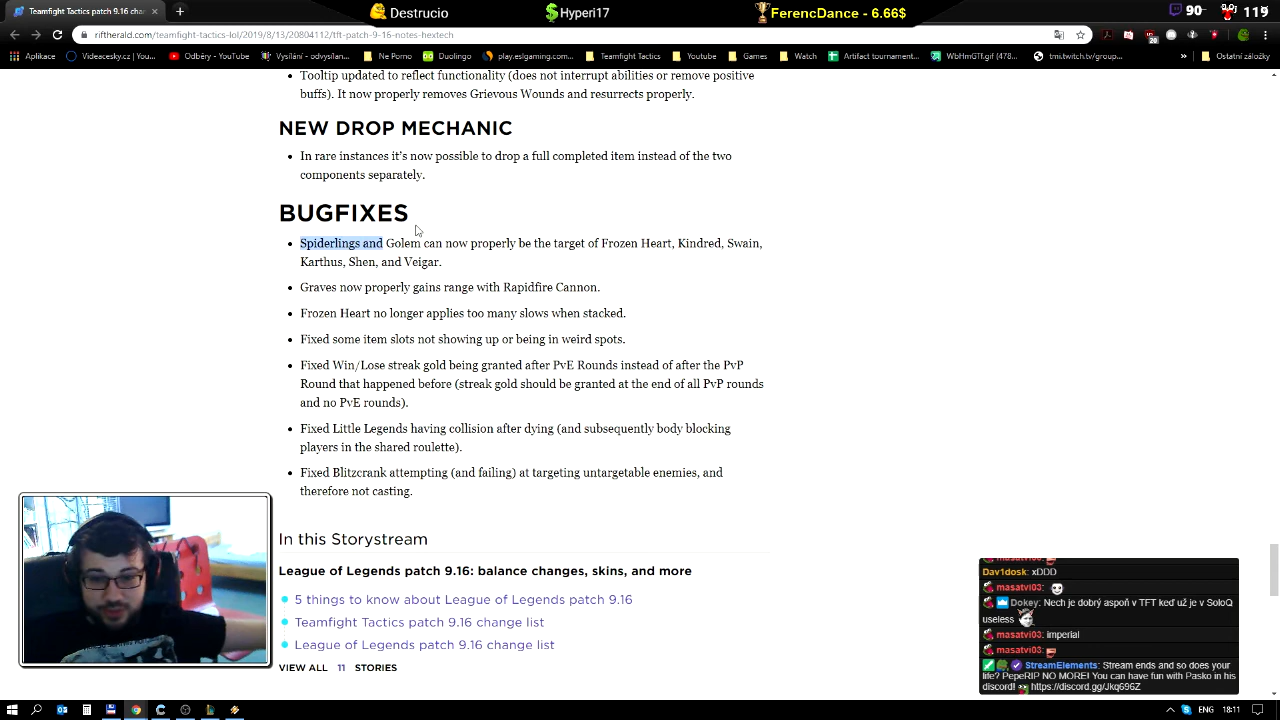 Teamfight Tactics patch 9.16 char
Destrucio
Hyperi17
FerencDance - 6.66$
90
119
riftherald.com/teamfight-tactics-lol/2019/8/13/20804112/tft-patch-9-16-notes-hextech
Aplikace
Videacesky.cz | You...
Odběry - YouTube
Vysílání - odvysílan...
Ne Porno
Duolingo
play.eslgaming.com...
Teamfight Tactics
Youtube
Games
Watch
Artifact tournament...
WbHmGTf.gif (478...
tmi.twitch.tv/group...
»
Ostatní záložky
• Tooltip updated to reflect functionality (does not interrupt abilities or remove positive
buffs). It now properly removes Grievous Wounds and resurrects properly.
NEW DROP MECHANIC
• In rare instances it’s now possible to drop a full completed item instead of the two
components separately.
BUGFIXES
• Spiderlings and Golem can now properly be the target of Frozen Heart, Kindred, Swain,
Karthus, Shen, and Veigar.
• Graves now properly gains range with Rapidfire Cannon.
• Frozen Heart no longer applies too many slows when stacked.
• Fixed some item slots not showing up or being in weird spots.
• Fixed Win/Lose streak gold being granted after PvE Rounds instead of after the PvP
Round that happened before (streak gold should be granted at the end of all PvP rounds
and no PvE rounds).
• Fixed Little Legends having collision after dying (and subsequently body blocking
players in the shared roulette).
• Fixed Blitzcrank attempting (and failing) at targeting untargetable enemies, and
therefore not casting.
In this Storystream
League of Legends patch 9.16: balance changes, skins, and more
5 things to know about League of Legends patch 9.16
Teamfight Tactics patch 9.16 change list
League of Legends patch 9.16 change list
VIEW ALL 11 STORIES
masatvi03:
Dav1dosk: xDDD
masatvi03:
Dokey: Nech je dobrý aspoň v TFT keď už je v SoloQ
useless
masatvi03: imperial
masatvi03:
StreamElements: Stream ends and so does your
life? PepeRIP NO MORE! You can have fun with Pasko in his
discord! https://discord.gg/Jkq696Z
ENG
18:11